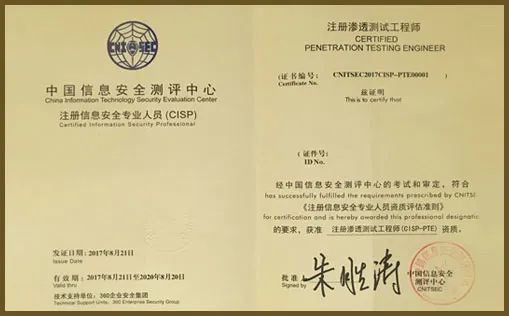 CNITSEC
中国信息安全测评中心
China Information Technology Security Evaluation Center
注册信息安全专业人员(CISP)
Certified Information Security Professional
发证日期：2017年8月21日
Issue Date
有效期：2017年8月21日至2020年8月20日
Valid thru
技术支持单位：360企业安全集团
Technical Support Units: 360 Enterprise Security Group
注册渗透测试工程师
CERTIFIED
PENETRATION TESTING ENGINEER
(证书编号: CNITSEC2017CISP-PTE00001 )
Certificate No.
兹证明
This is to certify that
(证件号:
ID No.
经中国信息安全测评中心的考试和审定，符合
has successfully fulfilled the requirements prescribed by CNITSE
《注册信息安全专业人员资质评估准则》
for certification and is hereby awarded this professional designatic
的要求，获准 注册渗透测试工程师(CISP-PTE) 资质。
批准
Signed by
朱胜涛
中国信息安全
测评中心
CNITSEC